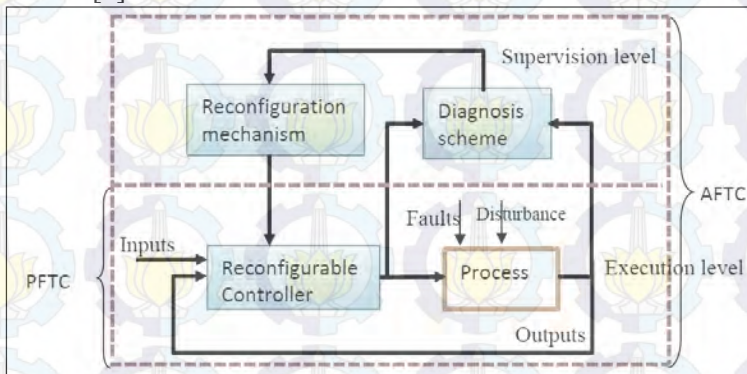 Supervision level
Reconfiguration
mechanism
Diagnosis
scheme
AFTC
Faults
Disturbance
Inputs
Reconfigurable
Controller
Process
Execution level
PFTC
Outputs